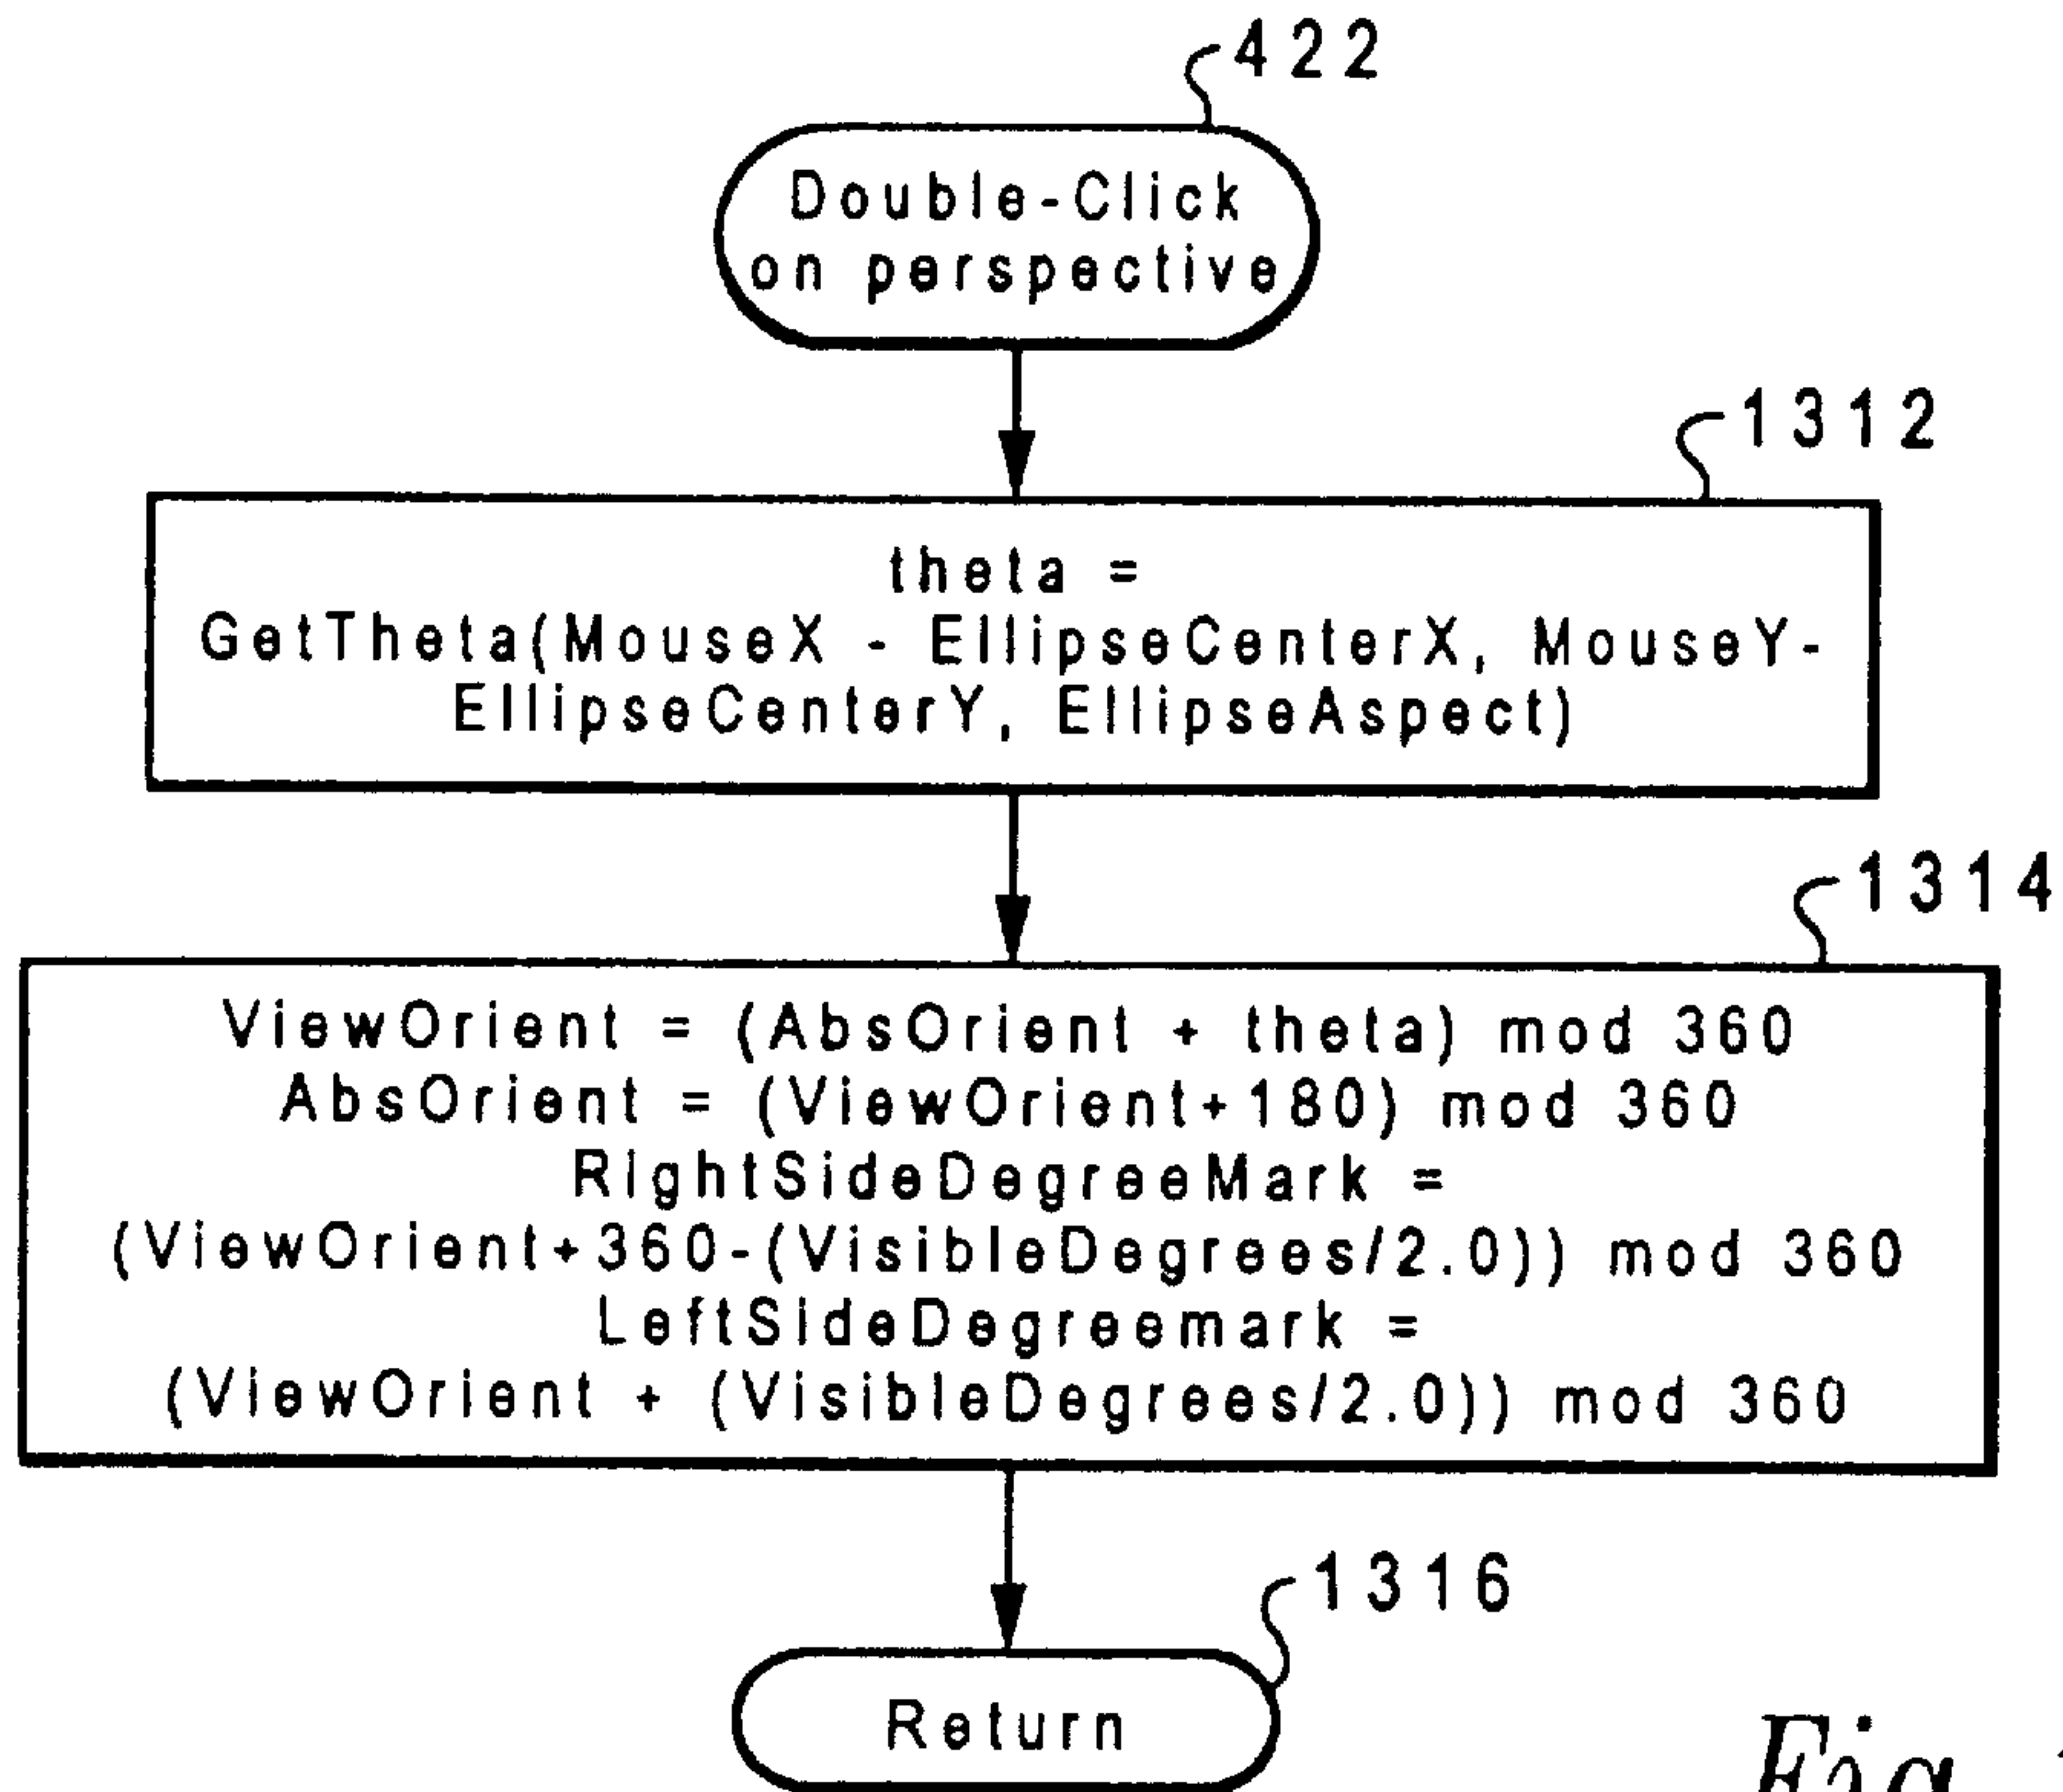 422
Double-Click
on perspective
1312
theta =
GetTheta(MouseX - EllipseCenterX, MouseY-
EllipseCenterY, EllipseAspect)
1314
ViewOrient = (AbsOrient + theta) mod 360
AbsOrient = (ViewOrient+180) mod 360
RightSideDegreeMark =
(ViewOrient+360-(VisibleDegrees/2.0)) mod 360
LeftSideDegreemark =
(ViewOrient + (VisibleDegrees/2.0)) mod 360
1316
Return
Fig